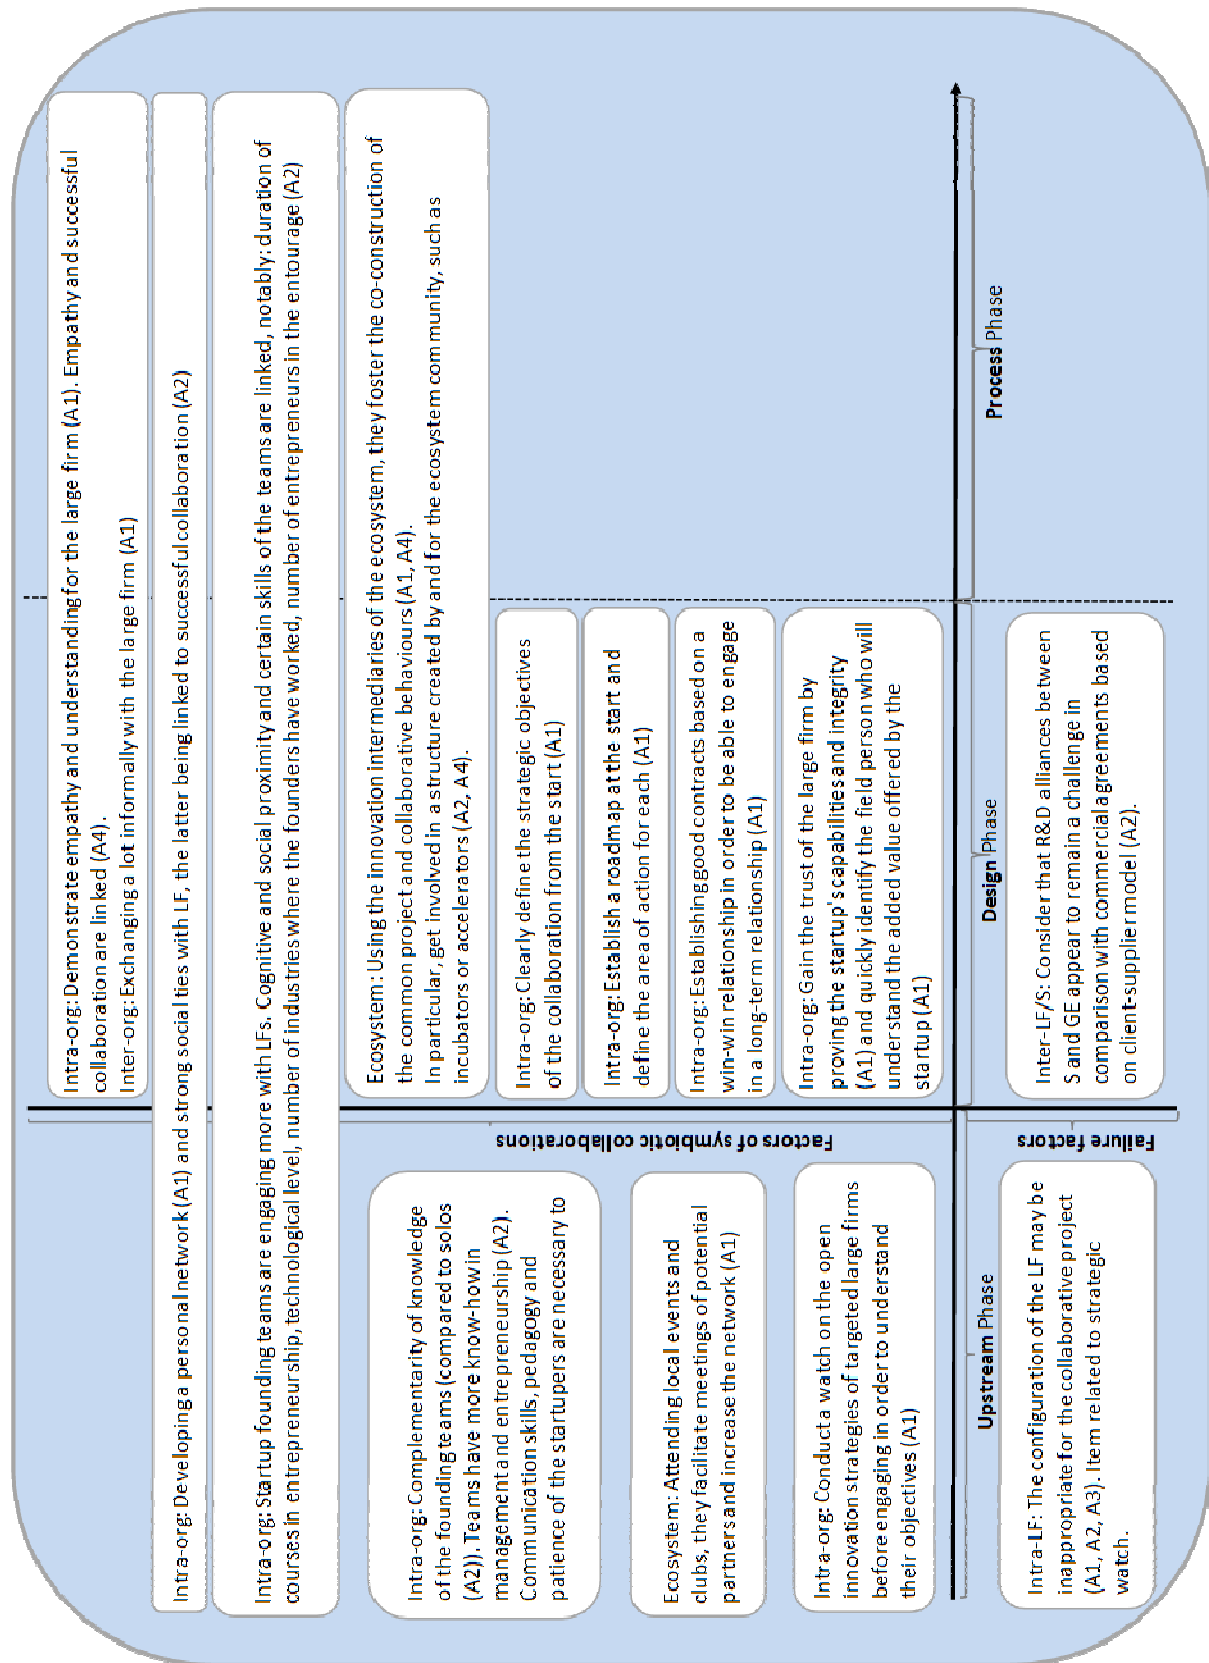 Intra-org: Demonstrate empathy and understanding for the large firm (A1). Empathy and successful
collaboration are linked (A4).
Inter-org: Exchanging a lot informally with the large firm (A1)
Intra-org: Developing a personal network (A1) and strong social ties with LF, the latter being linked to successful collaboration (A2)
Intra-org: Startup founding teams are engaging more with LFs. Cognitive and social proximity and certain skills of the teams are linked, notably: duration of
courses in entrepreneurship, technological level, number of industries where the founders have worked, number of entrepreneurs in the entourage (A2)
Ecosystem : Using the innovation intermediaries of the ecosystem, they foster the co-construction of
the common project and collaborative behaviours (A1, A4).
In particular, get involved in a structure created by and for the ecosystem community, such as
incubators or accelerators (A2, A4).
Intra-org: Complementarity of knowledge
of the founding teams (compared to solos
(A2)). Teams have more know-how in
management and entrepreneurship (A2).
Communication skills, pedagogy and
patience of the startupers are necessary to
Ecosystem: Attending local events and
clubs, they facilitate meetings of potential
partners and increase the network (A1)
Intra-org: Conduct a watch on the open
innovation strategies of targeted large firms
before engaging in order to understand
their objectives (A1)
Factors of symbiotic collaborations
Intra-org: Clearly define the strategic objectives
of the collaboration from the start (A1)
Intra-org: Establish a roadmap at the start and
define the area of action for each (A1)
Intra-org: Establishing good contracts based on a
win-win relationship in order to be able to engage
in a long-term relationship (A1)
Intra-org: Gain the trust of the large firm by
proving the startup's capabilities and integrity
(A1) and quickly identify the field person who will
understand the added value offered by the
startup (A1)
Upstream Phase
Design Phase
Process Phase
Intra-LF: The configuration of the LF may be
inappropriate for the collaborative project
(A1, A2, A3). Item related to strategic
watch.
Failure factors
Inter-LF/S: Consider that R&D alliances between
S and GE appear to remain a challenge in
comparison with commercial agreements based
on client-supplier model (A2).